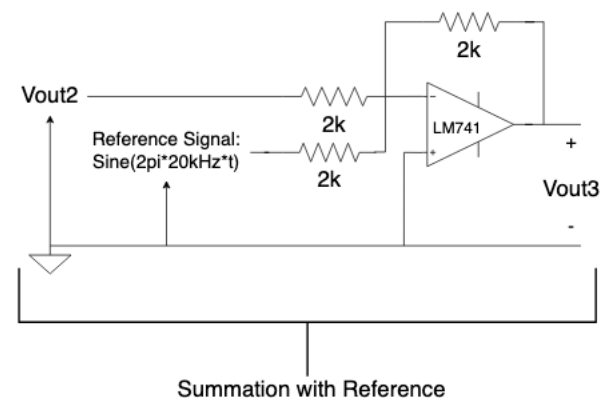 2k
Vout2
2k
-
LM741
+
Reference Signal:
Sine(2pi*20kHz*t)
2k
+
Vout3
-
Summation with Reference